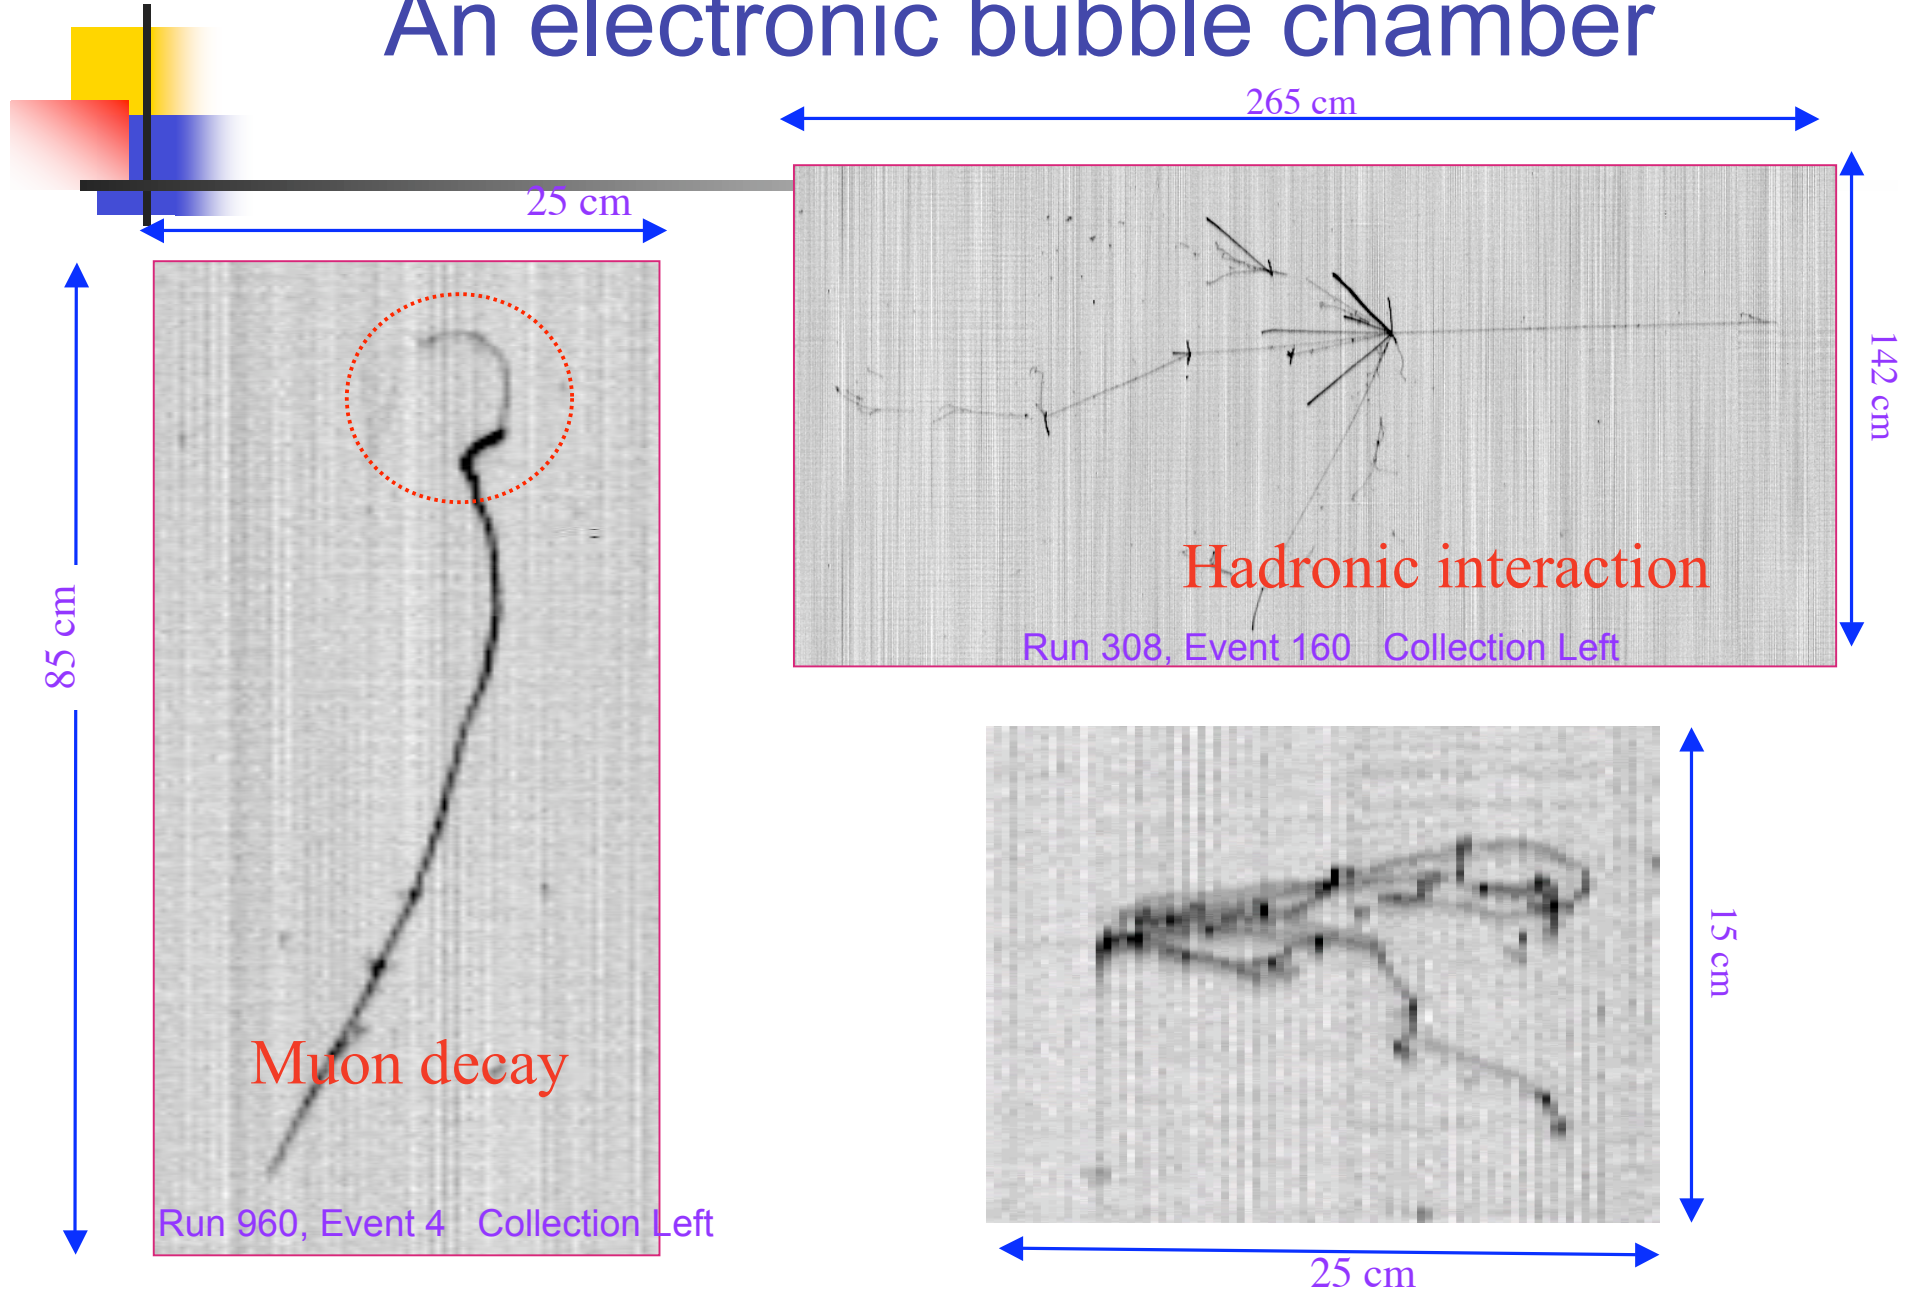 An electronic bubble chamber
265 cm
25 cm
142 cm
85 cm
Hadronic interaction
Run 308, Event 160 Collection Left
15 cm
Muon decay
Run 960, Event 4 Collection Left
25 cm